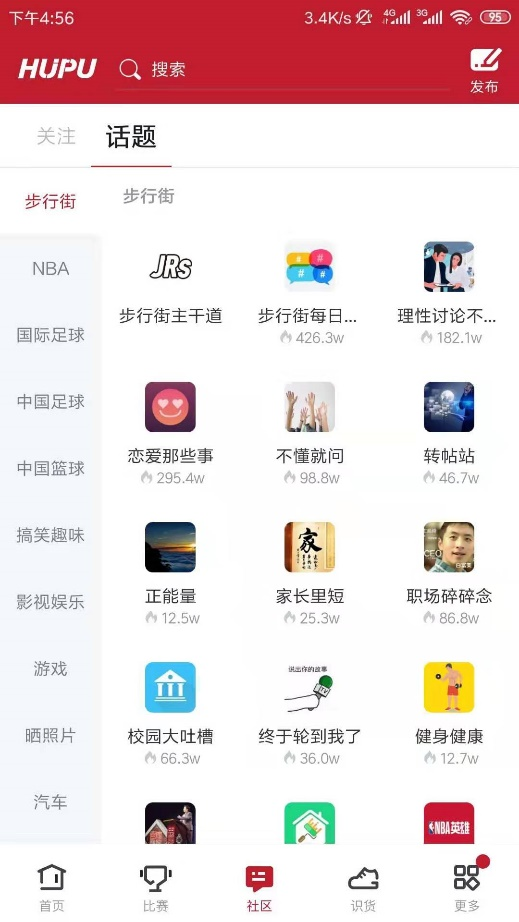 下午4:56
3.4K/s
4G
3G
95
HUPU
搜索
发布
关注
话题
步行街
NBA
国际足球
中国足球
中国篮球
搞笑趣味
影视娱乐
游戏
晒照片
汽车
步行街
JRs
步行街主干道
步行街每日...
426.3w
理性讨论不...
182.1w
恋爱那些事
295.4w
不懂就问
98.8w
转帖站
46.7w
正能量
12.5w
家
家长里短
25.3w
CEO
职场碎碎念
86.8w
校园大吐槽
66.3w
说出你的故事
TV
终于轮到我了
36.0w
健身健康
12.7w
NBA英雄
首页
比赛
社区
识货
更多